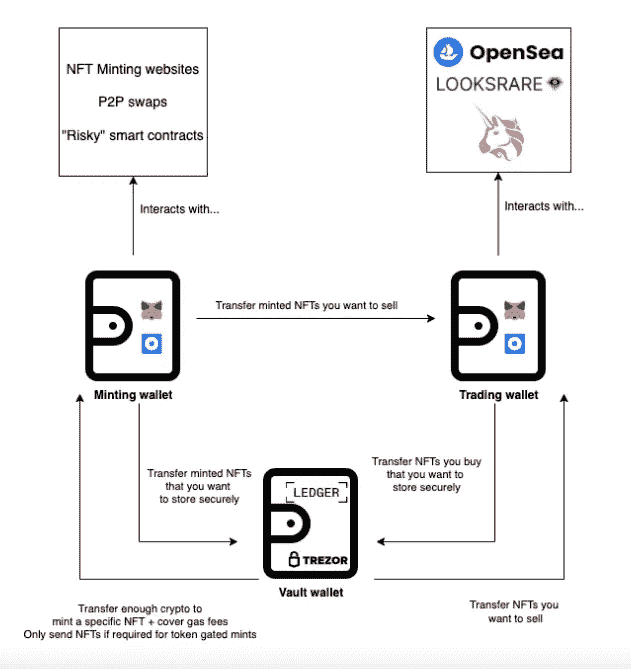 NFT Minting websites
P2P swaps
"Risky" smart contracts
OpenSea
LOOKSRARE
Interacts with...
Interacts with...
Transfer minted NFTs you want to sell
Minting wallet
Trading wallet
Transfer minted NFTs
that you want
to store securely
Transfer NFTs you buy
that you want to
store securely
LEDGER
TREZOR
Vault wallet
Transfer enough crypto to
mint a specific NFT + cover gas fees
Only send NFTs if required for token gated mints
Transfer NFTs you
want to sell